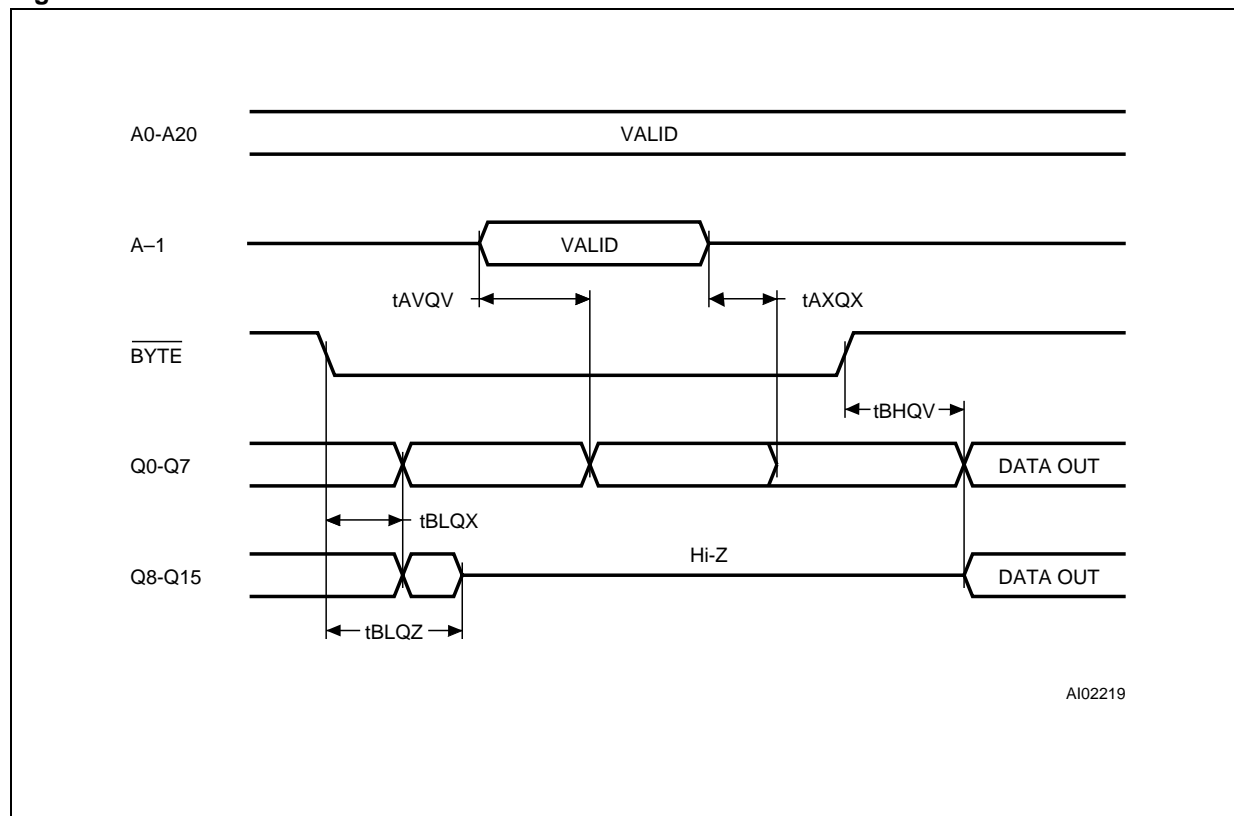 A0-A20 VALID
A–1 VALID
tAVQV tAXQX
BYTE
tBHQV
Q0-Q7 DATA OUT
tBLQX
Hi-Z
Q8-Q15 DATA OUT
tBLQZ
AI02219